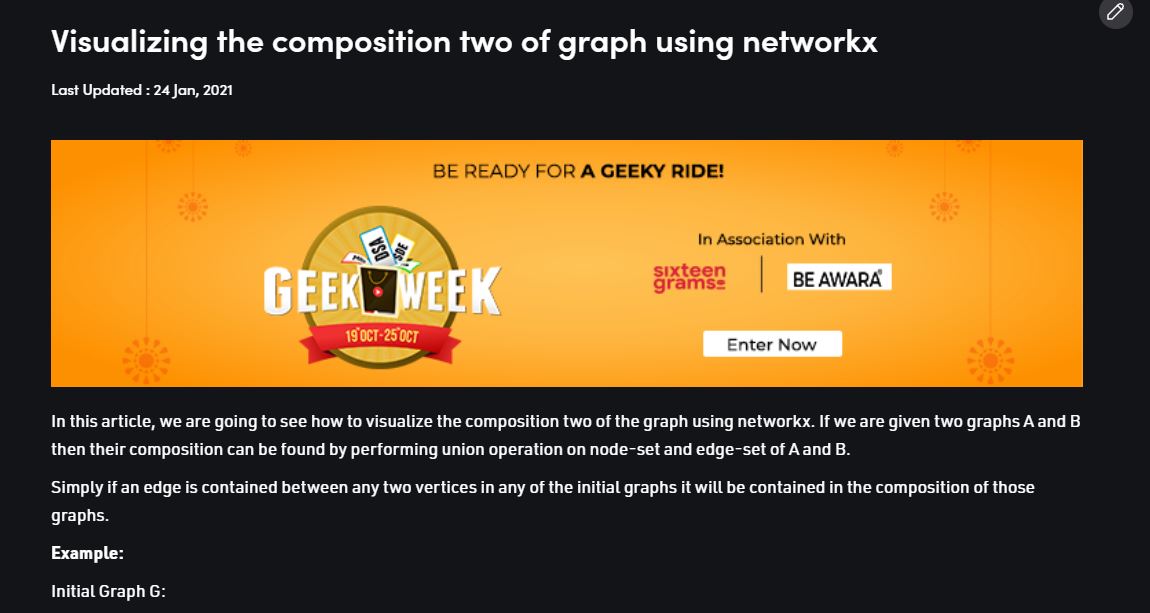 Visualizing the composition two of graph using networkx
Last Updated : 24 Jan, 2021
BE READY FOR A GEEKY RIDE!
DSA
SDE
GEEK WEEK
19 OCT-25 OCT
In Association With
sixteen
grams
BE AWARA
Enter Now
In this article, we are going to see how to visualize the composition two of the graph using networkx. If we are given two graphs A and B
then their composition can be found by performing union operation on node-set and edge-set of A and B.
Simply if an edge is contained between any two vertices in any of the initial graphs it will be contained in the composition of those
graphs.
Example:
Initial Graph G: